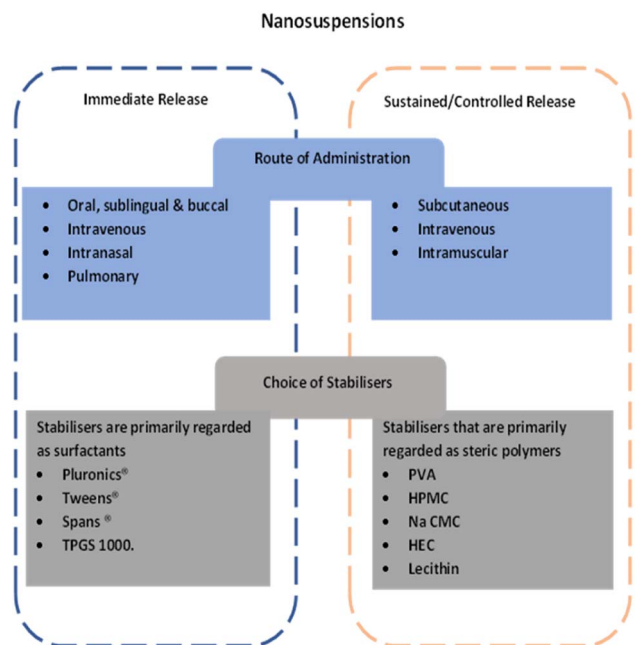 Nanosuspensions
Immediate Release
Sustained/Controlled Release
Route of Administration
• Oral, sublingual & buccal
• Intravenous
• Intranasal
• Pulmonary
• Subcutaneous
• Intravenous
• Intramuscular
Choice of Stabilisers
Stabilisers are primarily regarded
as surfactants
• Pluronics®
• Tweens®
• Spans ®
• TPGS 1000.
Stabilisers that are primarily
regarded as steric polymers
• PVA
• HPMC
• Na CMC
• HEC
• Lecithin